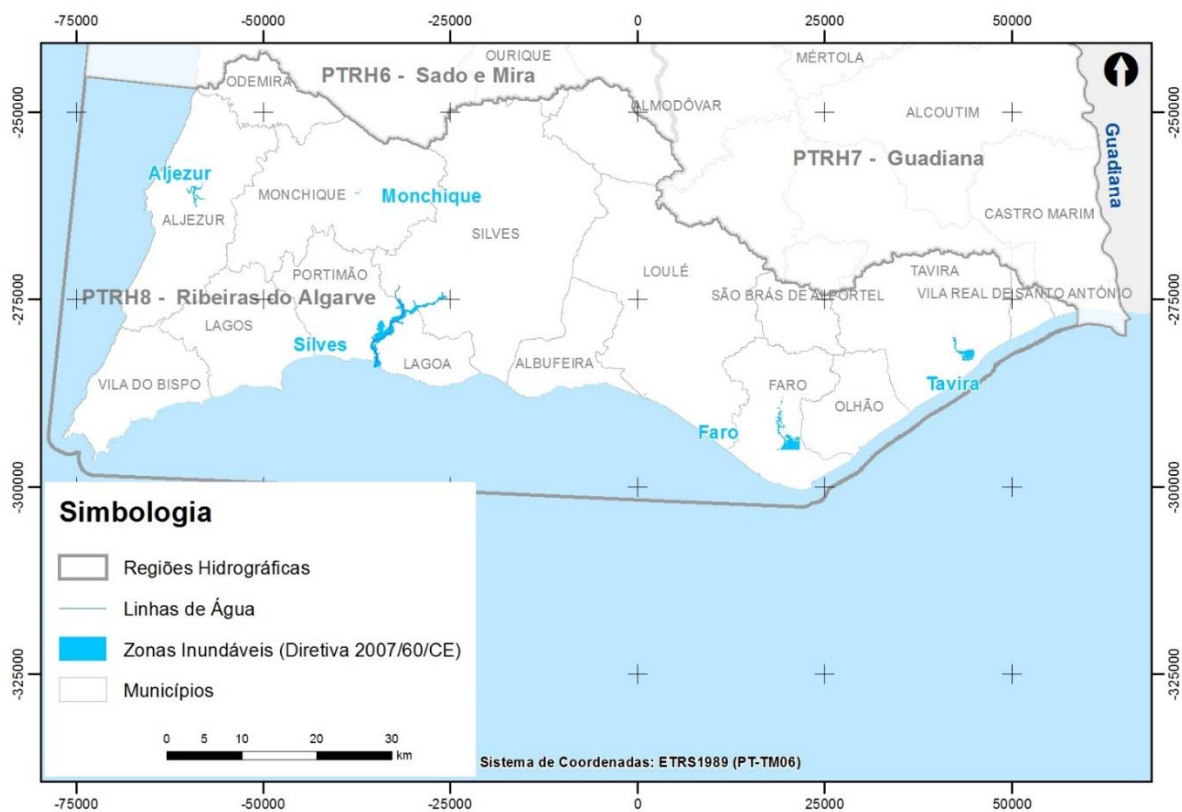 -75000
-50000
-25000
0
25000
50000
ODEMIRA
OURIQUE
MÉRTOLA
PTRH6 - Sado e Mira
-250000
ALMODÔVAR
ALCOUTIM
-250000
Guadiana
PTRH7 - Guadiana
Aljezur
MONCHIQUE
Monchique
ALJEZUR
SILVES
CASTRO MARIM
PORTIMÃO
LOULÉ
TAVIRA
-275000
PTRH8 - Ribeiras do Algarve
SÃO BRÁS DE ALPORTEL
VILA REAL DE SANTO ANTÓNIO
-275000
LAGOS
Silves
LAGOA
ALBUFEIRA
VILA DO BISPO
FARO
Tavira
OLHÃO
Faro
-300000
-300000
Simbologia
Regiões Hidrográficas
Linhas de Água
Zonas Inundáveis (Diretiva 2007/60/CE)
Municípios
-325000
-325000
0 5 10 20 30
km
Sistema de Coordenadas: ETRS1989 (PT-TM06)
-75000
-50000
-25000
0
25000
50000